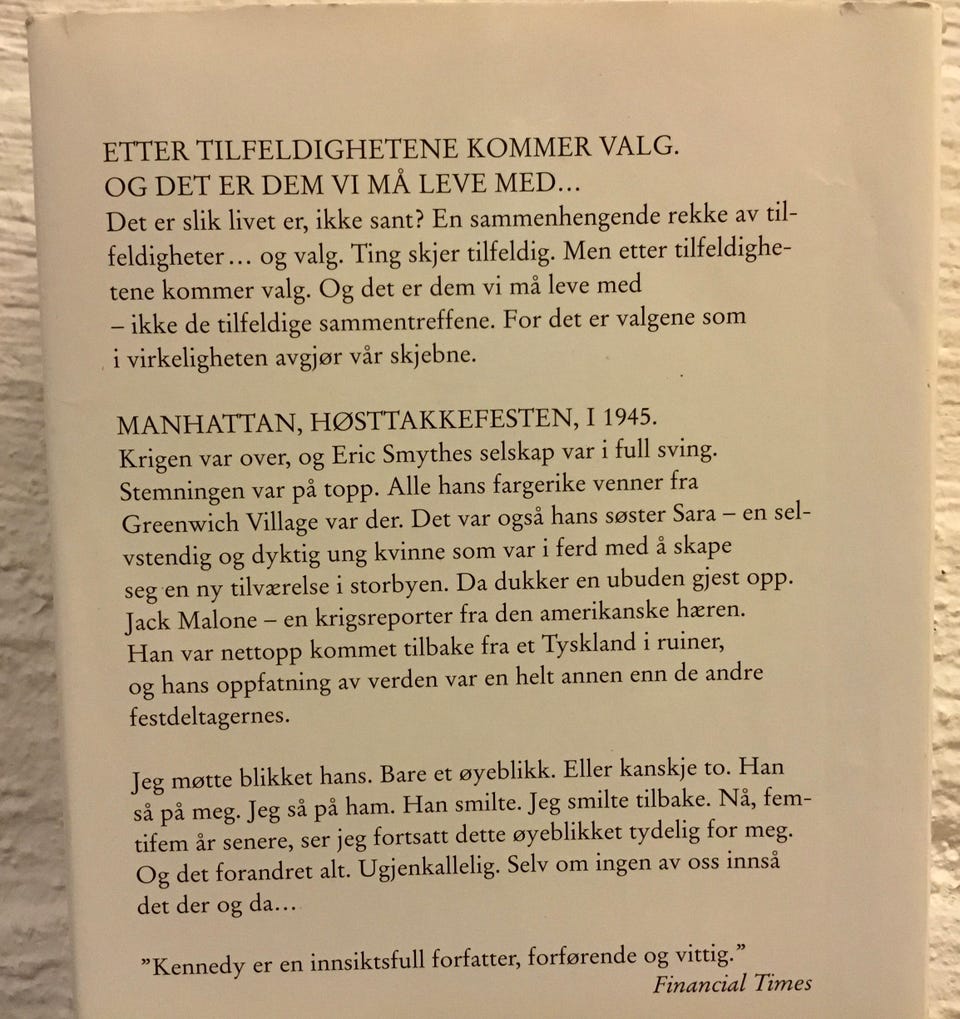 ETTER TILFELDIGHETENE KOMMER VALG.
OG DET ER DEM VI MÅ LEVE MED...
Det er slik livet er, ikke sant? En sammenhengende rekke av til-
feldigheter... og valg. Ting skjer tilfeldig. Men etter tilfeldighe-
tene kommer valg. Og det er dem vi må leve med
– ikke de tilfeldige sammentreffene. For det er valgene som
i virkeligheten avgjør vår skjebne.
MANHATTAN, HØSTTAKKEFESTEN, I 1945.
Krigen var over, og Eric Smythes selskap var i full sving.
Stemningen var på topp. Alle hans fargerike venner fra
Greenwich Village var der. Det var også hans søster Sara – en sel-
vstendig og dyktig ung kvinne som var i ferd med å skape
seg en ny tilværelse i storbyen. Da dukker en ubuden gjest opp.
Jack Malone – en krigsreporter fra den amerikanske hæren.
Han var nettopp kommet tilbake fra et Tyskland i ruiner,
og hans oppfatning av verden var en helt annen enn de andre
festdeltagernes.
Jeg møtte blikket hans. Bare et øyeblikk. Eller kanskje to. Han
så på meg. Jeg så på ham. Han smilte. Jeg smilte tilbake. Nå, fem-
tifem år senere, ser jeg fortsatt dette øyeblikket tydelig for meg.
Og det forandret alt. Ugjenkallelig. Selv om ingen av oss innså
det der og da...
”Kennedy er en innsiktsfull forfatter, forførende og vittig.”
Financial Times